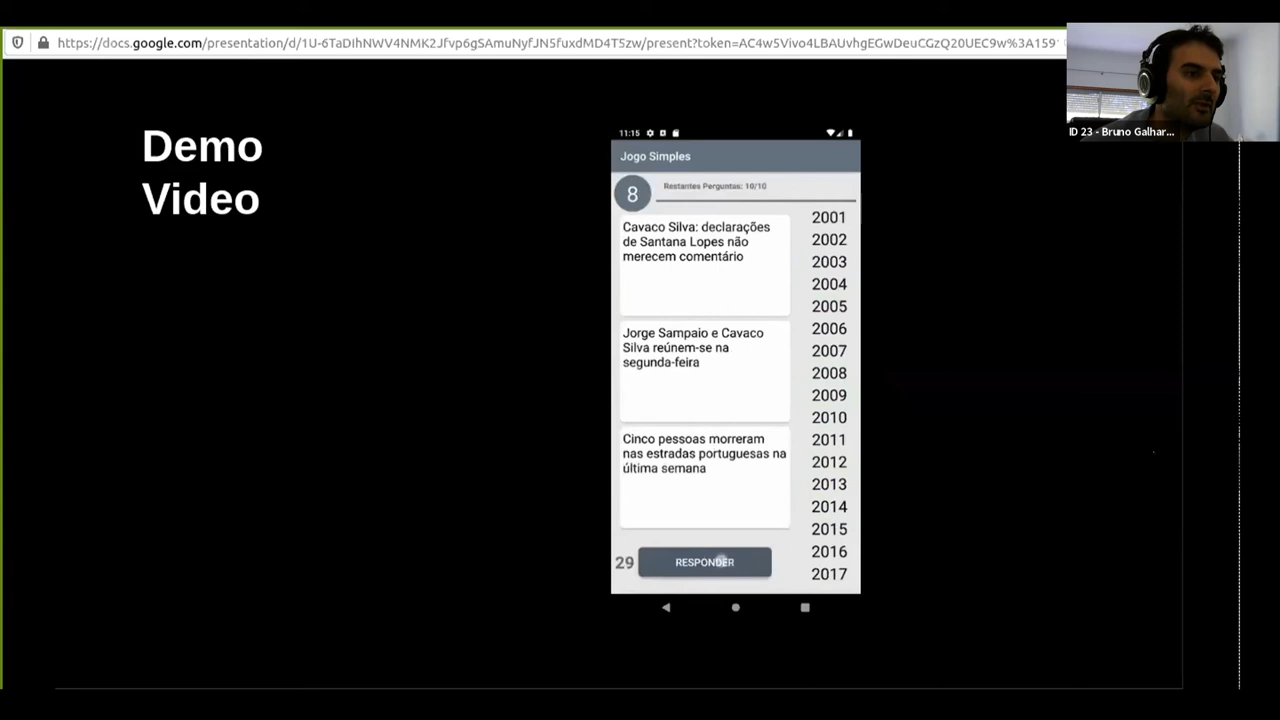 https://docs.google.com/presentation/d/1U-6TaDIhNWV4NMK2Jfvp6gSAmuNyfJN5fuxdMD4T5zw/present?token=AC4w5Vivo4LBAUvhgEGwDeuCGzQ20UEC9w%3A159
ID 23 - Bruno Galhar...
Demo
Video
11:15
Jogo Simples
8
Restantes Perguntas: 10/10
Cavaco Silva: declarações
de Santana Lopes não
merecem comentário
Jorge Sampaio e Cavaco
Silva reúnem-se na
segunda-feira
Cinco pessoas morreram
nas estradas portuguesas na
última semana
29
RESPONDER
2001
2002
2003
2004
2005
2006
2007
2008
2009
2010
2011
2012
2013
2014
2015
2016
2017